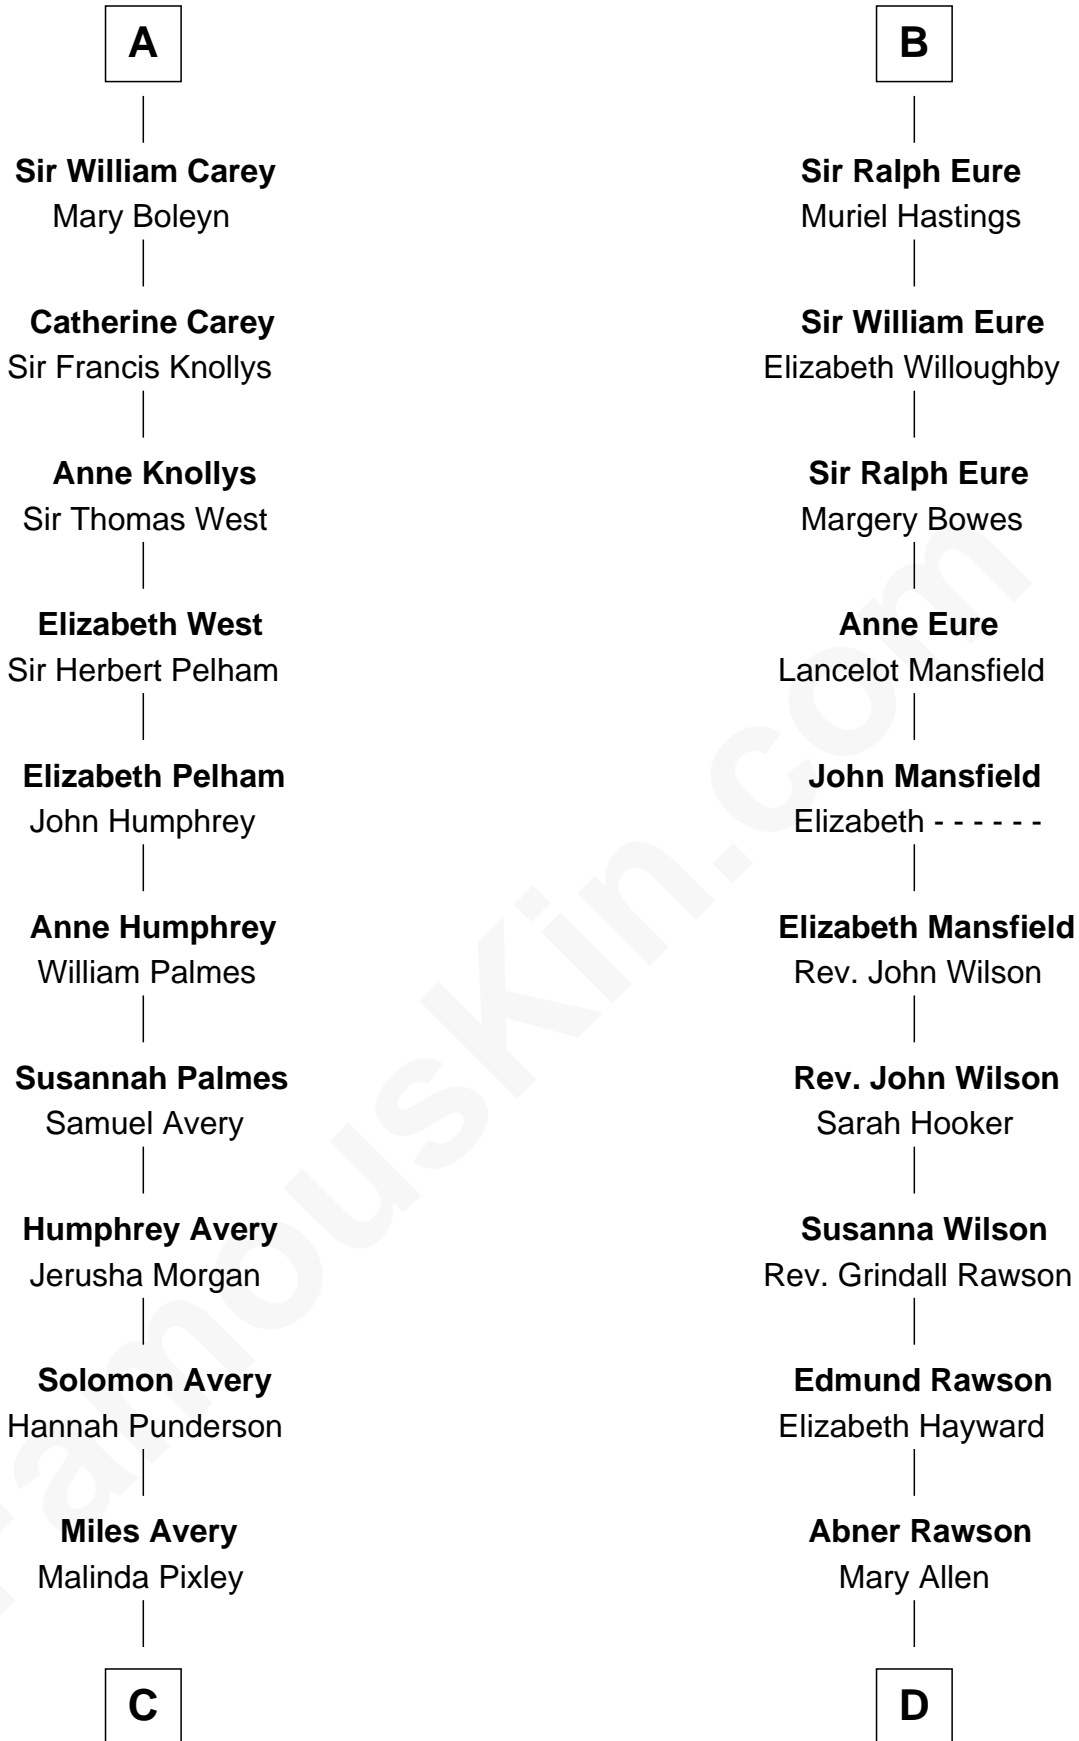 A
Sir William Carey
Mary Boleyn
Catherine Carey
Sir Francis Knollys
Anne Knollys
Sir Thomas West
Elizabeth West
Sir Herbert Pelham
Elizabeth Pelham
John Humphrey
Anne Humphrey
William Palmes
Susannah Palmes
Samuel Avery
Humphrey Avery
Jerusha Morgan
Solomon Avery
Hannah Punderson
Miles Avery
Malinda Pixley
C
B
Sir Ralph Eure
Muriel Hastings
Sir William Eure
Elizabeth Willoughby
Sir Ralph Eure
Margery Bowes
Anne Eure
Lancelot Mansfield
John Mansfield
Elizabeth - - - - - -
Elizabeth Mansfield
Rev. John Wilson
Rev. John Wilson
Sarah Hooker
Susanna Wilson
Rev. Grindall Rawson
Edmund Rawson
Elizabeth Hayward
Abner Rawson
Mary Allen
D
FamousKin.com